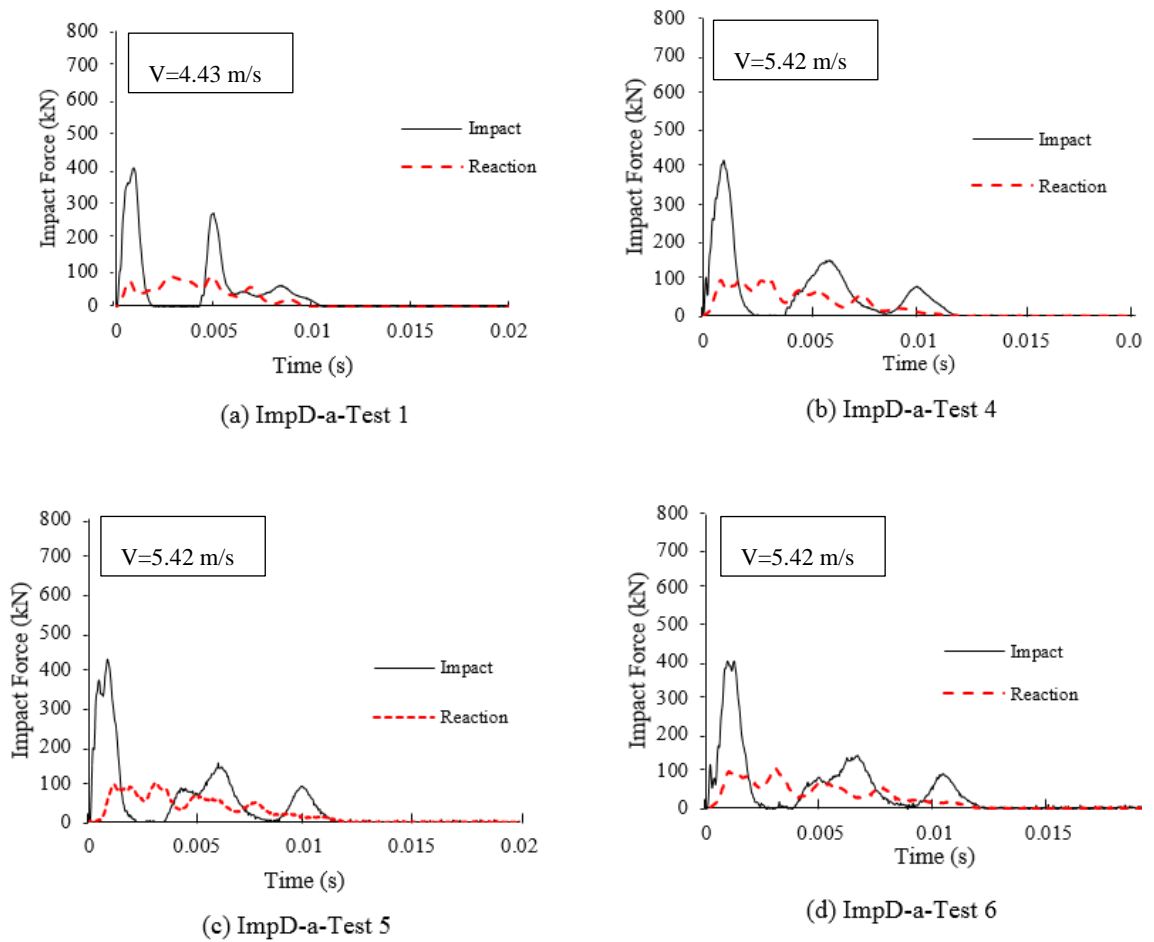 800
700
600
500
400
300
200
100
0
Impact Force (kN)
V=4.43 m/s
Impact
Reaction
0 0.005 0.01 0.015 0.02
Time (s)
(a) ImpD-a-Test 1
800
700
600
500
400
300
200
100
0
Impact Force (kN)
V=5.42 m/s
Impact
Reaction
0 0.005 0.01 0.015 0.0
Time (s)
(b) ImpD-a-Test 4
800
700
600
500
400
300
200
100
0
Impact Force (kN)
V=5.42 m/s
Impact
Reaction
0 0.005 0.01 0.015 0.02
Time (s)
(c) ImpD-a-Test 5
800
700
600
500
400
300
200
100
0
Impact Force (kN)
V=5.42 m/s
Impact
Reaction
0 0.005 0.01 0.015
Time (s)
(d) ImpD-a-Test 6